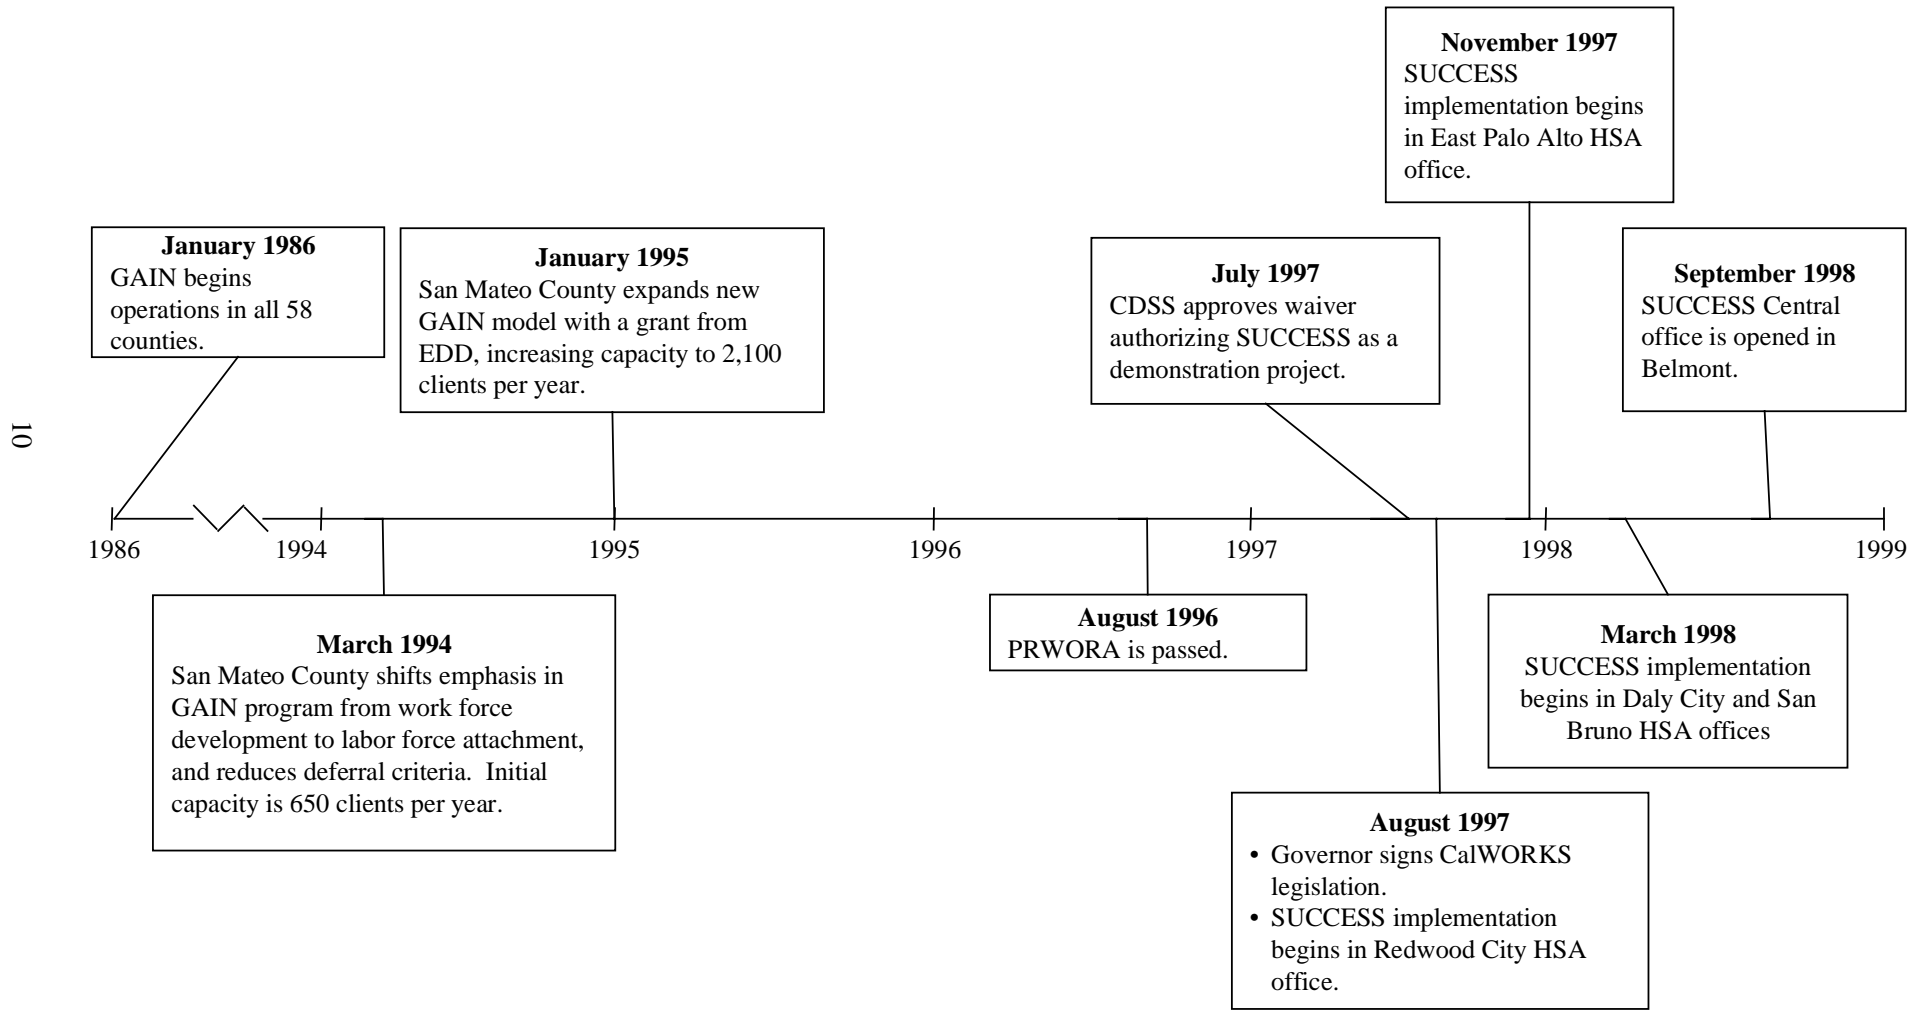 November 1997
SUCCESS
implementation begins
in East Palo Alto HSA
office.
January 1986
GAIN begins
operations in all 58
counties.
January 1995
San Mateo County expands new
GAIN model with a grant from
EDD, increasing capacity to 2,100
clients per year.
July 1997
CDSS approves waiver
authorizing SUCCESS as a
demonstration project.
September 1998
SUCCESS Central
office is opened in
Belmont.
10
1986
1994
1995
1996
1997
1998
1999
March 1994
San Mateo County shifts emphasis in
GAIN program from work force
development to labor force attachment,
and reduces deferral criteria.  Initial
capacity is 650 clients per year.
August 1996
PRWORA is passed.
March 1998
SUCCESS implementation
begins in Daly City and San
Bruno HSA offices
August 1997
• Governor signs CalWORKS
legislation.
• SUCCESS implementation
begins in Redwood City HSA
office.